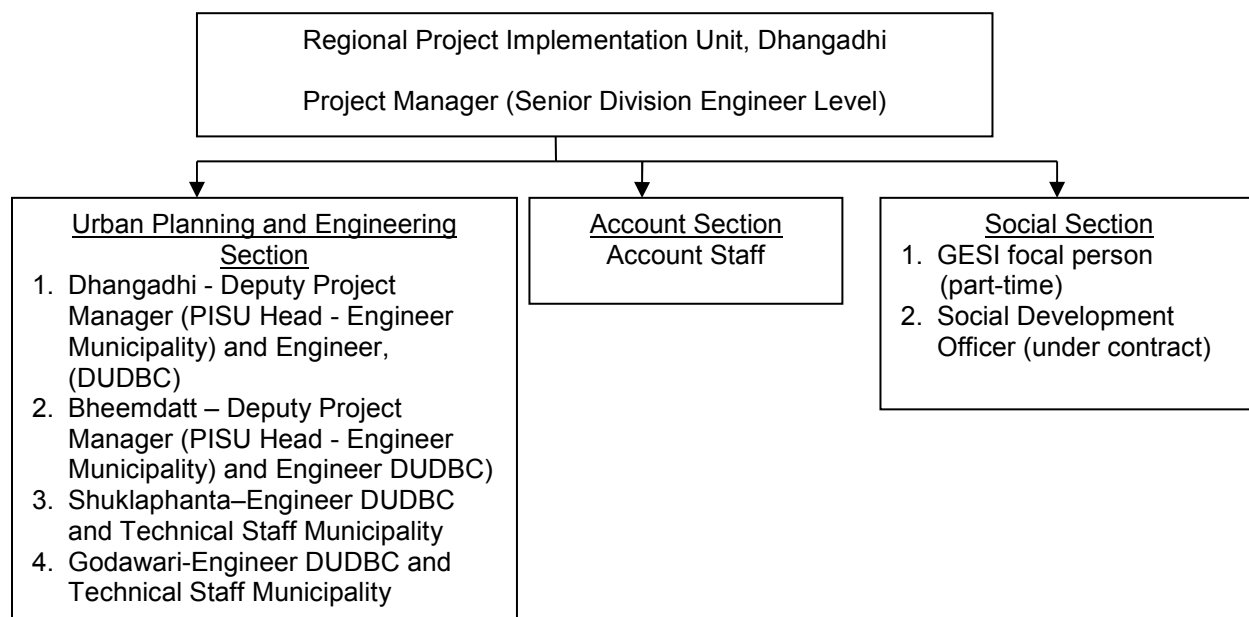 Regional Project Implementation Unit, Dhangadhi
Project Manager (Senior Division Engineer Level)
Urban Planning and Engineering
Section
1. Dhangadhi - Deputy Project
Manager (PISU Head - Engineer
Municipality) and Engineer,
(DUDBC)
2. Bheemdatt – Deputy Project
Manager (PISU Head - Engineer
Municipality) and Engineer DUDBC)
3. Shuklaphanta–Engineer DUDBC
and Technical Staff Municipality
4. Godawari-Engineer DUDBC and
Technical Staff Municipality
Account Section
Account Staff
Social Section
1. GESI focal person
(part-time)
2. Social Development
Officer (under contract)